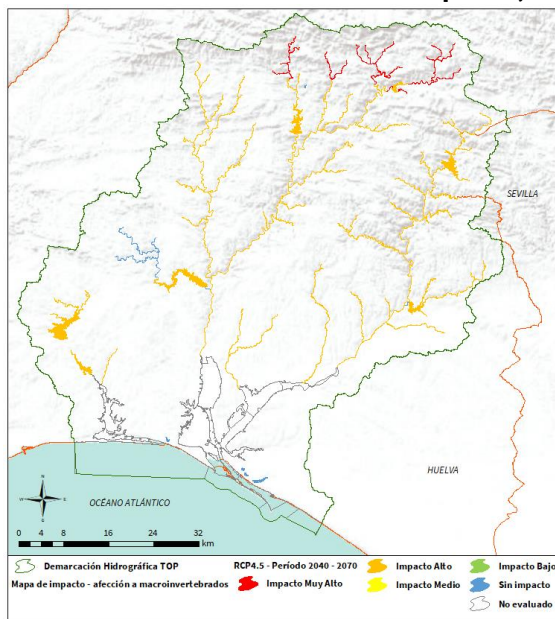 SEVILLA
HUELVA
OCÉANO ATLÁNTICO
N
W
E
S
0 4 8 16 24 32
km
Demarcación Hidrográfica TOP
Mapa de impacto - afección a macroinvertebrados
RCP4.5 - Período 2040 - 2070
Impacto Muy Alto
Impacto Alto
Impacto Medio
Impacto Bajo
Sin impacto
No evaluado